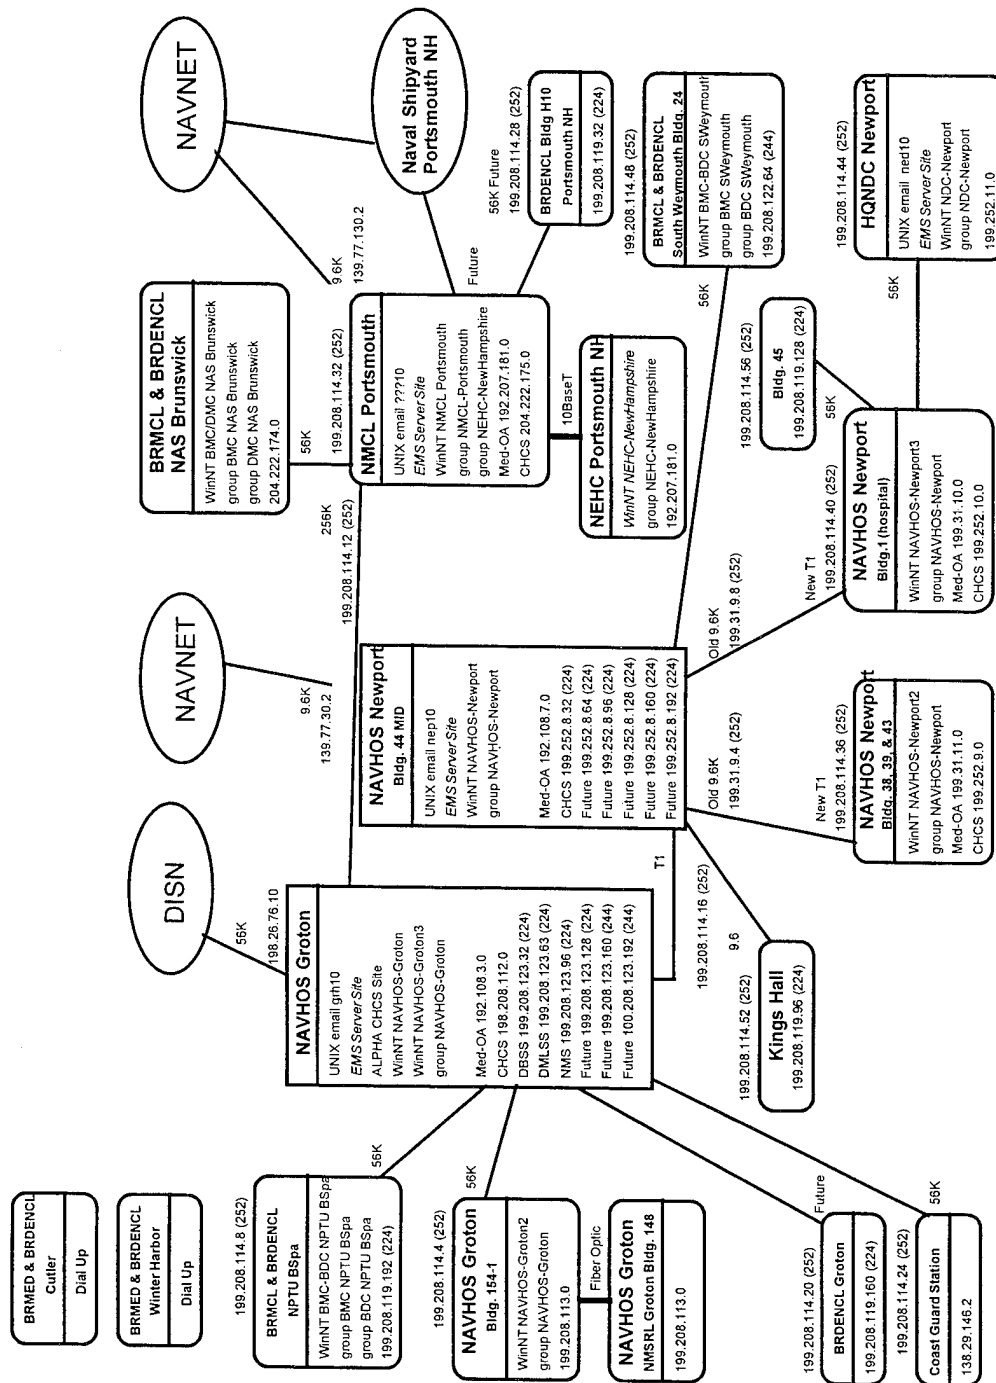 BRMED & BRDENCL
Cutler
Dial Up
BRMED & BRDENCL
Winter Harbor
Dial Up
199.208.114.8 (252)
BRMCL & BRDENCL
NPTU BSpa
WinNT BMC-BDC NPTU BSpa
group BMC NPTU BSpa
group BDC NPTU BSpa
199.208.119.192 (224)
56K
199.208.114.4 (252)
56K
NAVHOS Groton
Bldg. 154-1
WinNT NAVHOS-Groton2
group NAVHOS-Groton
199.208.113.0
Fiber Optic
NAVHOS Groton
NMSRL Groton Bldg. 148
199.208.113.0
199.208.114.20 (252)
Future
BRDENCL Groton
199.208.119.160 (224)
199.208.114.24 (252)
56K
Coast Guard Station
138.29.146.2
DISN
56K
198.26.76.10
NAVHOS Groton
UNIX email grh10
EMS Server Site
ALPHA CHCS Site
WinNT NAVHOS-Groton
WinNT NAVHOS-Groton3
group NAVHOS-Groton
Med-OA 192.108.3.0
CHCS 198.208.112.0
DBSS 199.208.123.32 (224)
DMLSS 199.208.123.63 (224)
NMS 199.208.123.96 (224)
Future 199.208.123.128 (224)
Future 199.208.123.160 (244)
Future 100.208.123.192 (244)
T1
199.208.114.16 (252)
9.6
199.208.114.52 (252)
Kings Hall
199.208.119.96 (224)
NAVNET
9.6K
139.77.30.2
256K
199.208.114.12 (252)
NAVHOS Newport
Bldg. 44 MID
UNIX email nep10
EMS Server Site
WinNT NAVHOS-Newport
group NAVHOS-Newport
Med-OA 192.108.7.0
CHCS 199.252.8.32 (224)
Future 199.252.8.64 (224)
Future 199.252.8.96 (224)
Future 199.252.8.128 (224)
Future 199.252.8.160 (224)
Future 199.252.8.192 (224)
Old 9.6K
199.31.9.4 (252)
New T1
199.208.114.36 (252)
NAVHOS Newport
Bldg. 38, 39, & 43
WinNT NAVHOS-Newport2
group NAVHOS-Newport
Med-OA 199.31.11.0
CHCS 199.252.9.0
Old 9.6K
199.31.9.8 (252)
New T1
199.208.114.40 (252)
NAVHOS Newport
Bldg.1 (hospital)
WinNT NAVHOS-Newport3
group NAVHOS-Newport
Med-OA 199.31.10.0
CHCS 199.252.10.0
BRMCL & BRDENCL
NAS Brunswick
WinNT BMC/DMC NAS Brunswick
group BMC NAS Brunswick
group DMC NAS Brunswick
204.222.174.0
56K
199.208.114.32 (252)
NMCL Portsmouth
UNIX email ???10
EMS Server Site
WinNT NMCL Portsmouth
group NMCL-Portsmouth
group NEHC-NewHampshire
Med-OA 192.207.181.0
CHCS 204.222.175.0
10BaseT
NEHC Portsmouth NH
WinNT NEHC-NewHampshire
group NEHC-NewHampshire
192.207.181.0
NAVNET
9.6K
139.77.130.2
Naval Shipyard
Portsmouth NH
Future
56K Future
199.208.114.28 (252)
BRDENCL Bldg H10
Portsmouth NH
199.208.119.32 (224)
199.208.114.48 (252)
BRMCL & BRDENCL
South Weymouth Bldg. 24
WinNT BMC-BDC SWeymouth
group BMC SWeymouth
group BDC SWeymouth
199.208.122.64 (244)
56K
199.208.114.56 (252)
Bldg. 45
199.208.119.128 (224)
56K
199.208.114.44 (252)
56K
HQNDC Newport
UNIX email ned10
EMS Server Site
WinNT NDC-Newport
group NDC-Newport
199.252.11.0